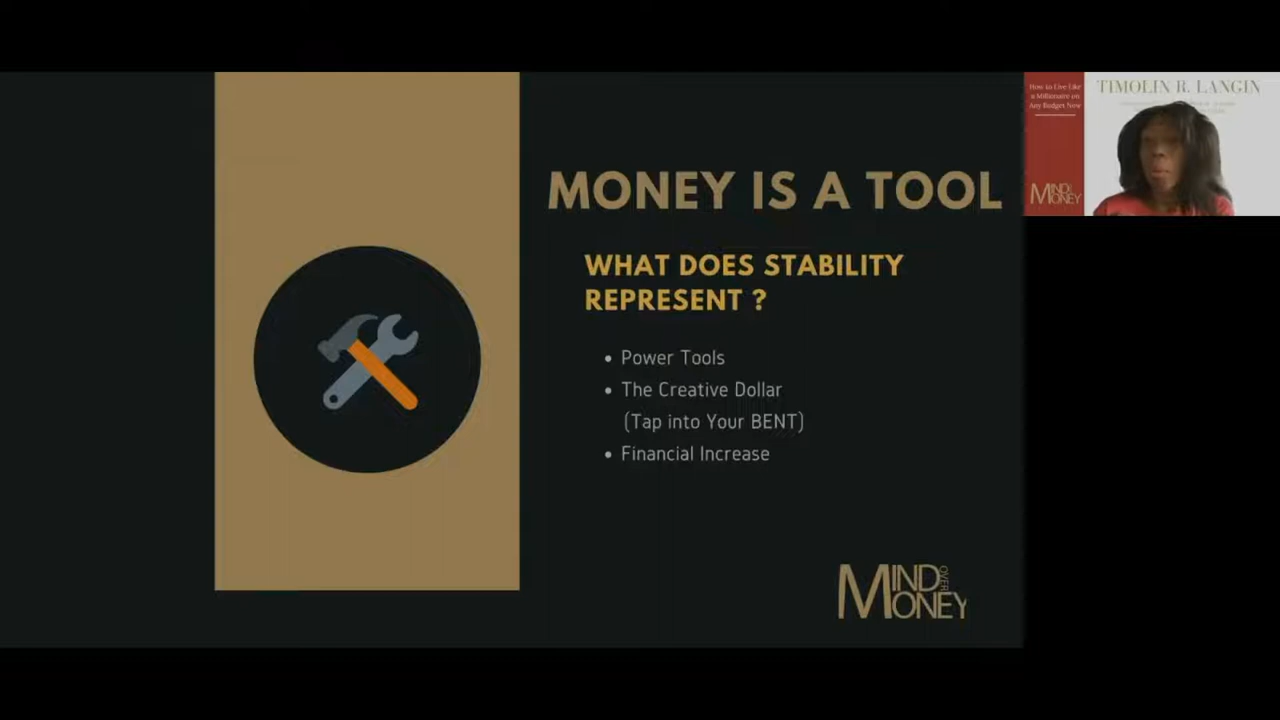 MONEY IS A TOOL
WHAT DOES STABILITY
REPRESENT ?
• Power Tools
• The Creative Dollar
(Tap into Your BENT)
• Financial Increase
MIND OVER
MONEY
How to Live Like
a Millionaire on
Any Budget Now
MIND
MONEY
TIMOLIN R. LANGIN